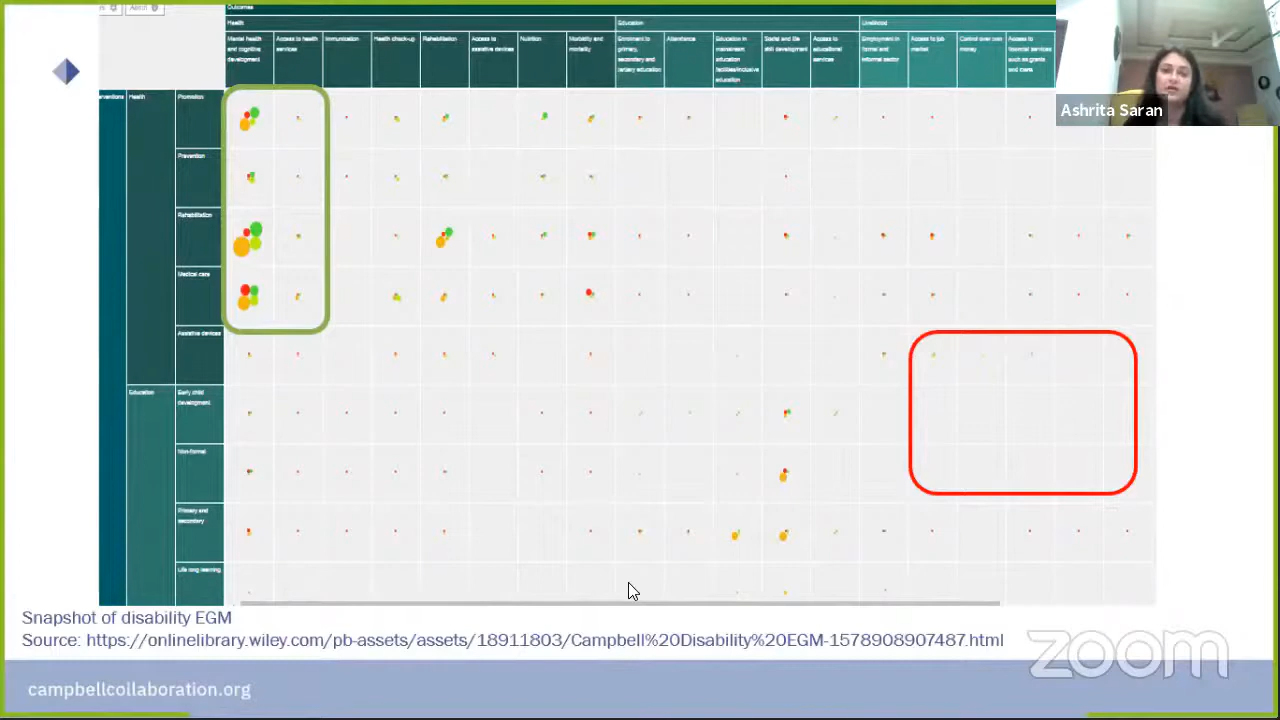 Outcomes
Health
Education
Livelihood
Mental health and cognitive development
Access to health services
Immunisation
Health check-up
Rehabilitation
Access to assistive devices
Nutrition
Morbidity and mortality
Enrolment to primary, secondary and tertiary education
Attendance
Education in mainstream education facilities/inclusive education
Social and life skill development
Access to educational services
Employment in formal and informal sector
Access to job market
Control over own money
Access to financial services such as grants and loans
Ashrita Saran
Health
Promotion
Prevention
Rehabilitation
Medical care
Assistive devices
Education
Early child development
Non-formal
Primary and secondary
Life long learning
Snapshot of disability EGM
Source: https://onlinelibrary.wiley.com/pb-assets/assets/18911803/Campbell%20Disability%20EGM-1578908907487.html
zoom
campbellcollaboration.org